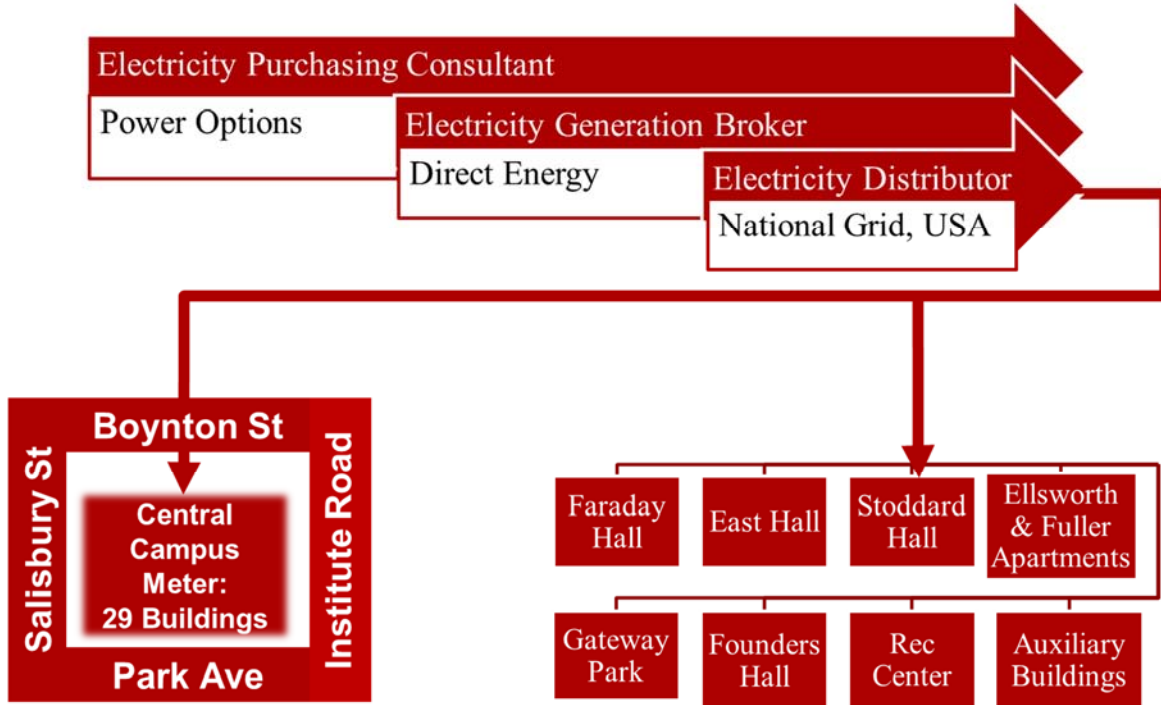 Electricity Purchasing Consultant
Power Options
Electricity Generation Broker
Direct Energy
Electricity Distributor
National Grid, USA
Boynton St
Salisbury St
Institute Road
Central
Campus
Meter:
29 Buildings
Park Ave
Faraday
Hall
East Hall
Stoddard
Hall
Ellsworth
& Fuller
Apartments
Gateway
Park
Founders
Hall
Rec
Center
Auxiliary
Buildings